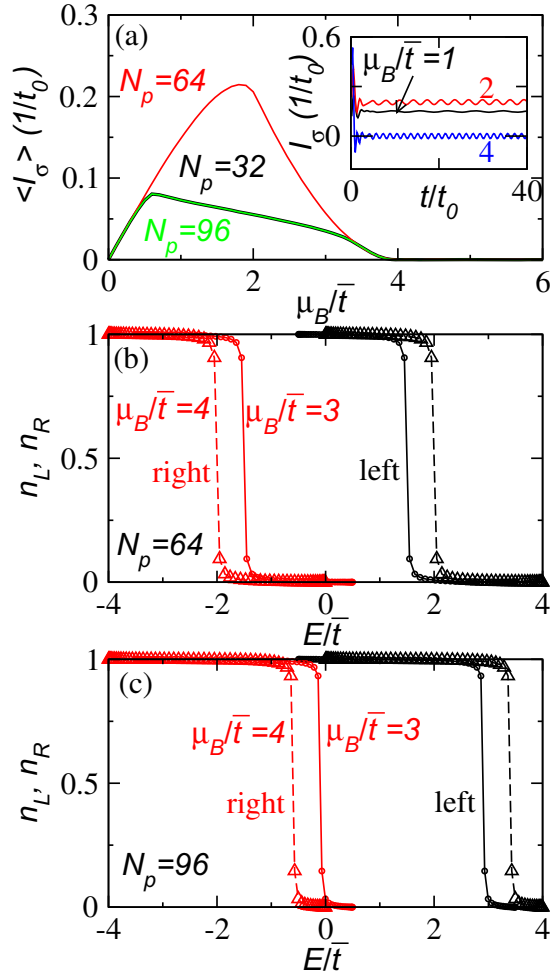 (a)
0.3
0.2
0.1
0
<I_σ> (1/t_0)
N_p=64
N_p=32
N_p=96
0.6
0
I_σ (1/t_0)
μ_B/t̄=1
2
4
0
40
t/t_0
0
2
4
6
μ_B/t̄
(b)
1
0.5
0
n_L, n_R
μ_B/t̄=4
μ_B/t̄=3
right
left
N_p=64
-4
-2
0
2
4
E/t̄
(c)
1
0.5
0
n_L, n_R
μ_B/t̄=4
μ_B/t̄=3
right
left
N_p=96
-4
-2
0
2
4
E/t̄